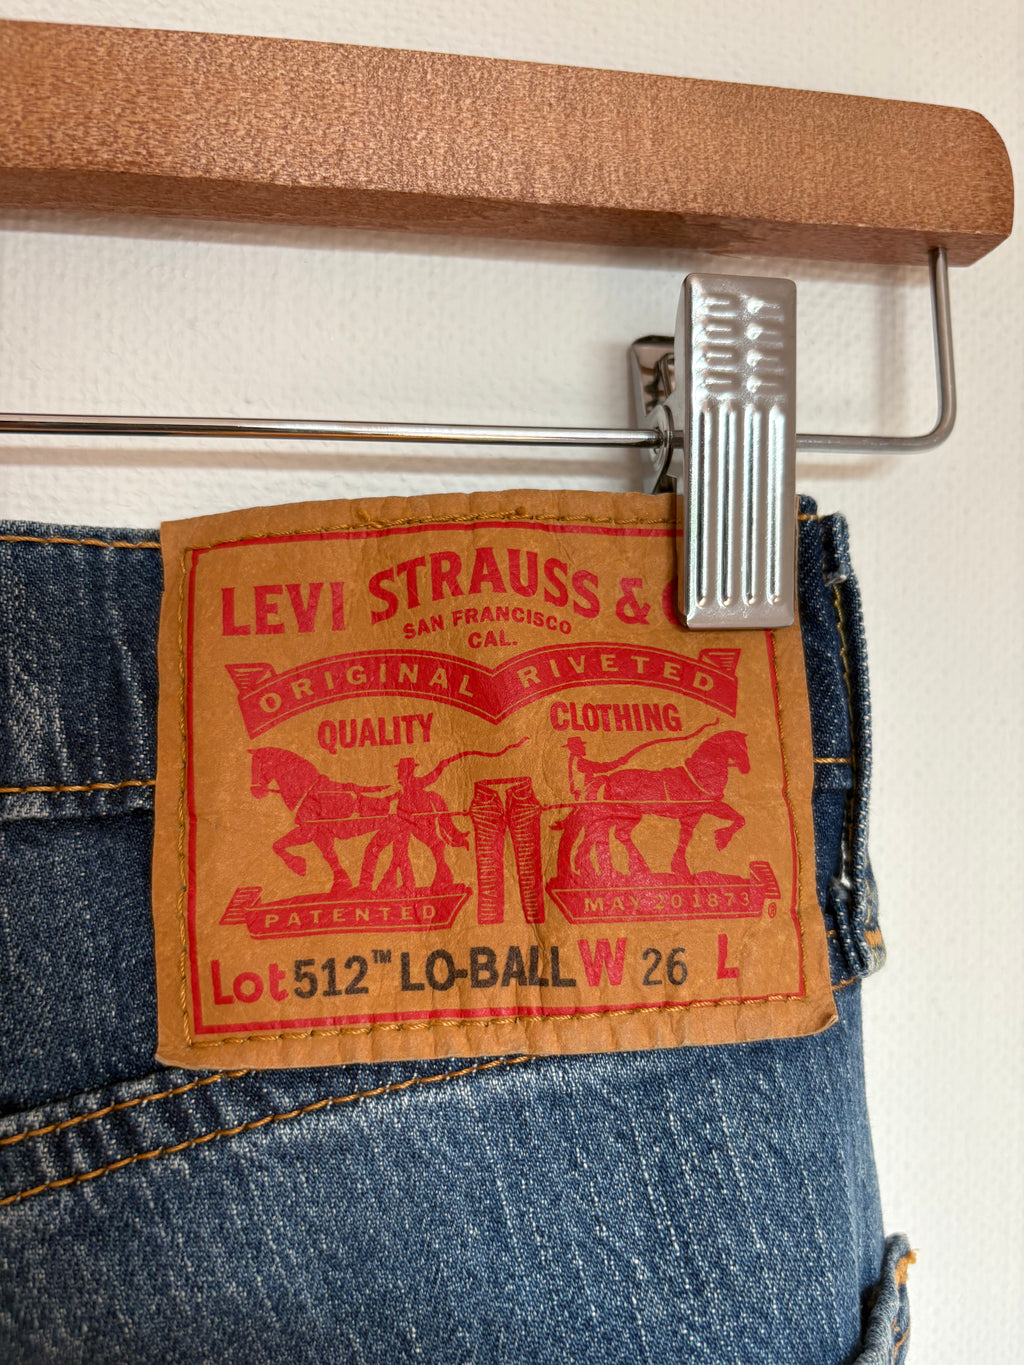 LEVI STRAUSS &
SAN FRANCISCO
CAL.
ORIGINAL RIVETED
QUALITY CLOTHING
PATENTED MAY 20 1873 ®
Lot 512™ LO-BALL W 26 L